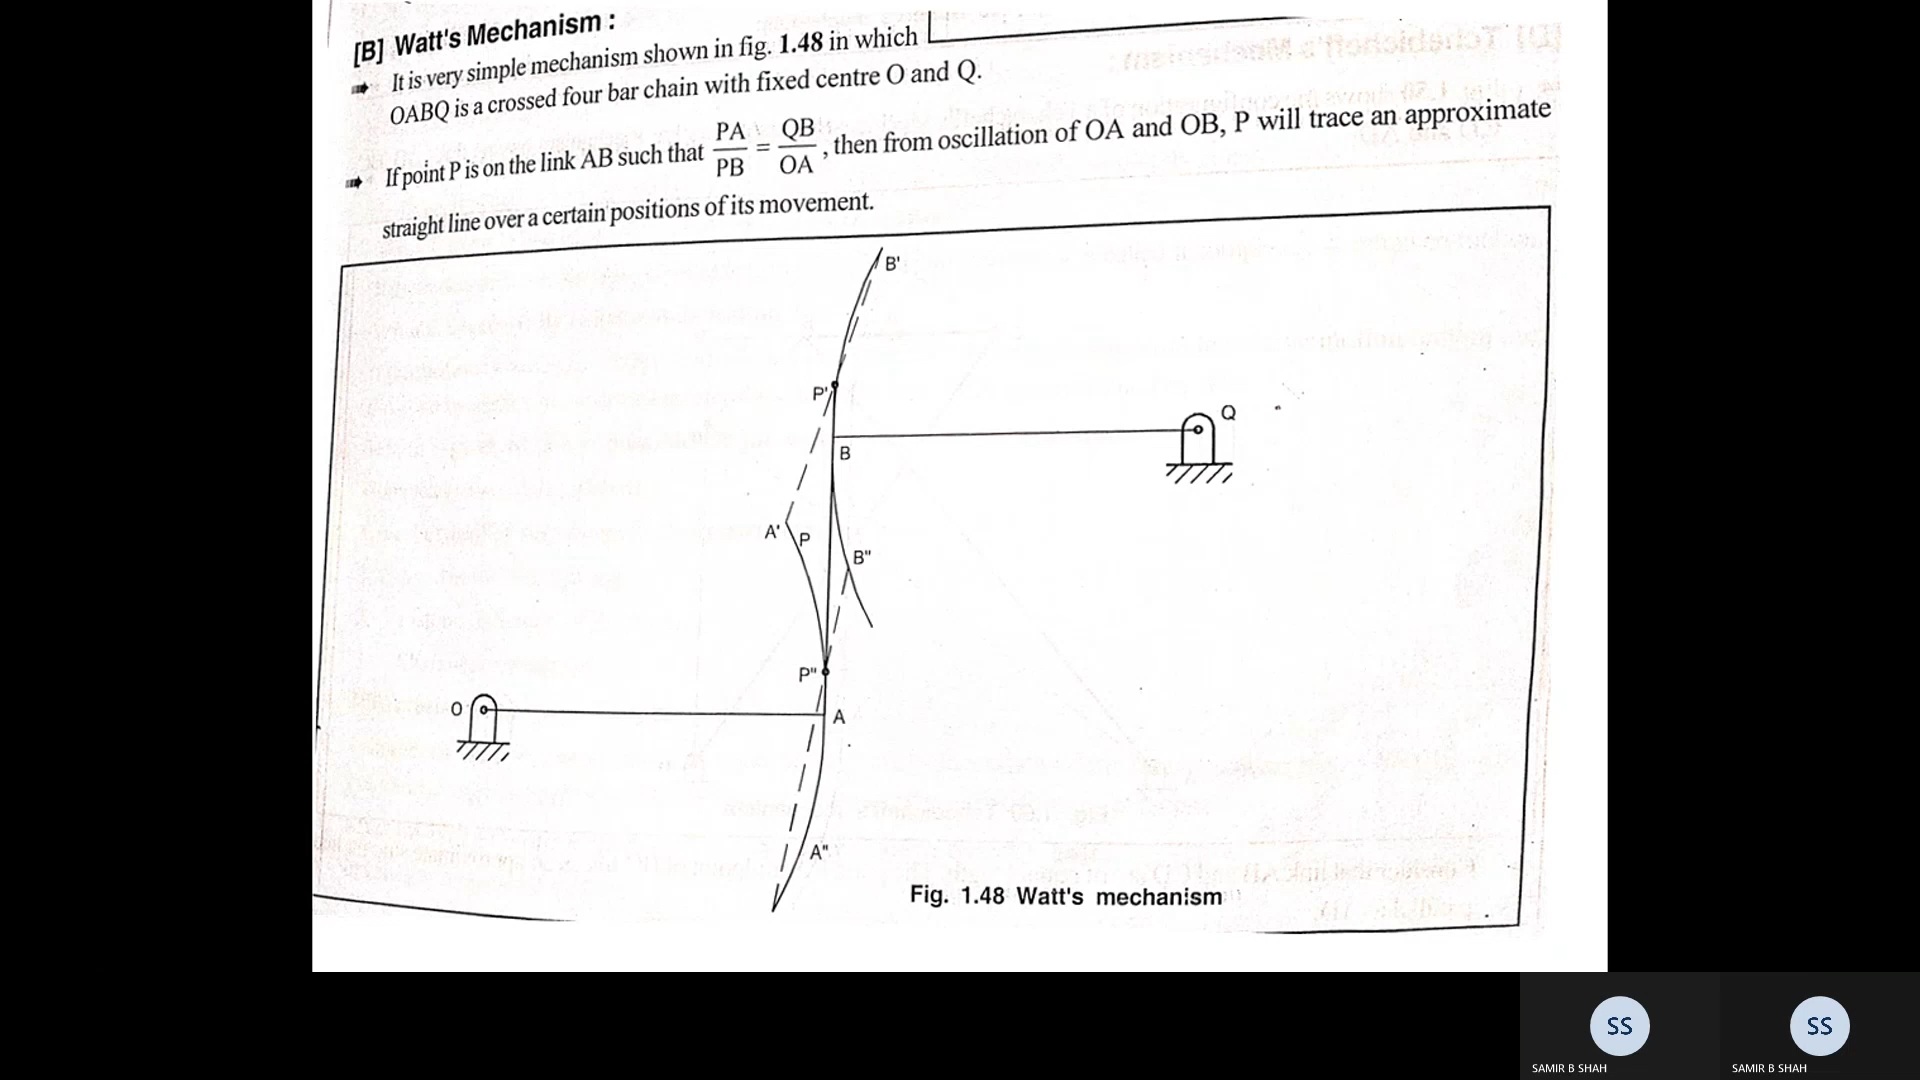 [B] Watt's Mechanism :
➠ It is very simple mechanism shown in fig. 1.48 in which
OABQ is a crossed four bar chain with fixed centre O and Q.
➠ If point P is on the link AB such that PA/PB = QB/OA, then from oscillation of OA and OB, P will trace an approximate
straight line over a certain positions of its movement.
B'
P'
Q
B
A'
P
B"
P"
O
A
A"
Fig. 1.48 Watt's mechanism
SS
SS
SAMIR B SHAH
SAMIR B SHAH